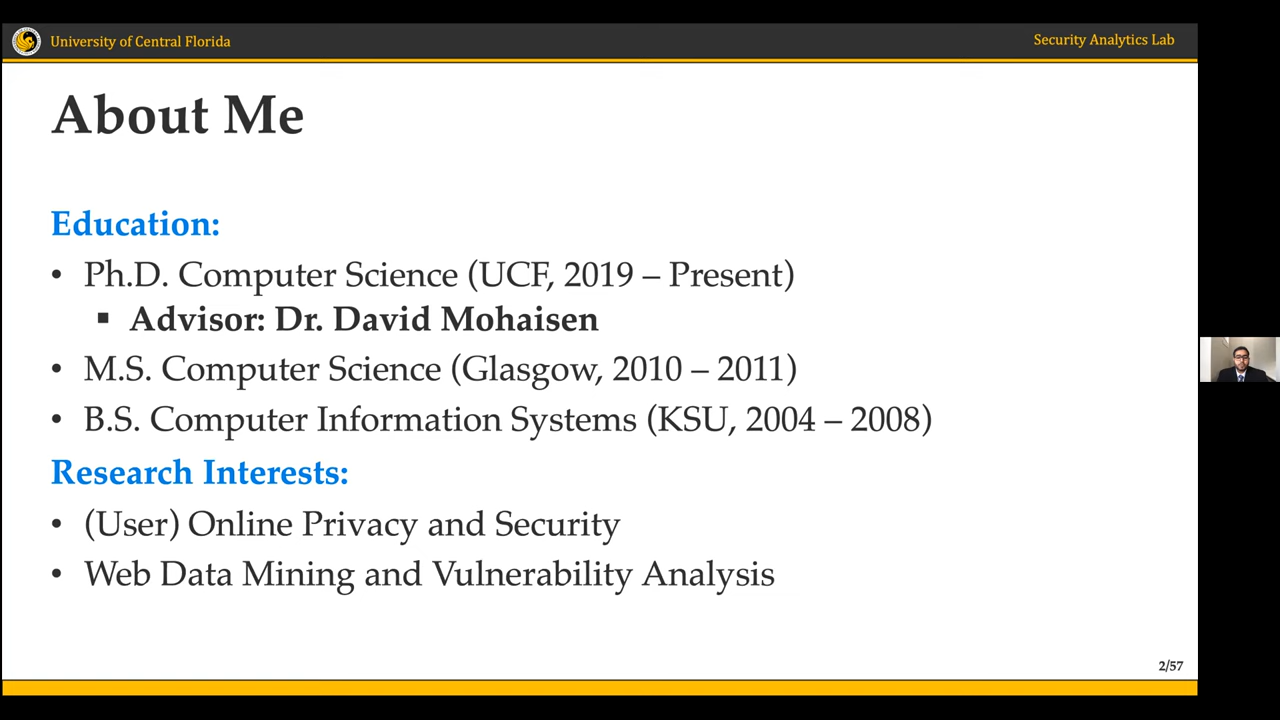 University of Central Florida
Security Analytics Lab
About Me
Education:
• Ph.D. Computer Science (UCF, 2019 – Present)
▪ Advisor: Dr. David Mohaisen
• M.S. Computer Science (Glasgow, 2010 – 2011)
• B.S. Computer Information Systems (KSU, 2004 – 2008)
Research Interests:
• (User) Online Privacy and Security
• Web Data Mining and Vulnerability Analysis
2/57